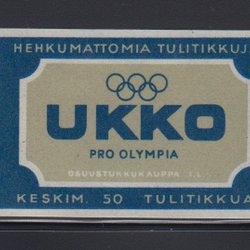 HEHKUMATTOMIA TULITIKKUJ
UKKO
PRO OLYMPIA
OSUUSTUKKUKAUPPA I.L.
KESKIM. 50 TULITIKKUA